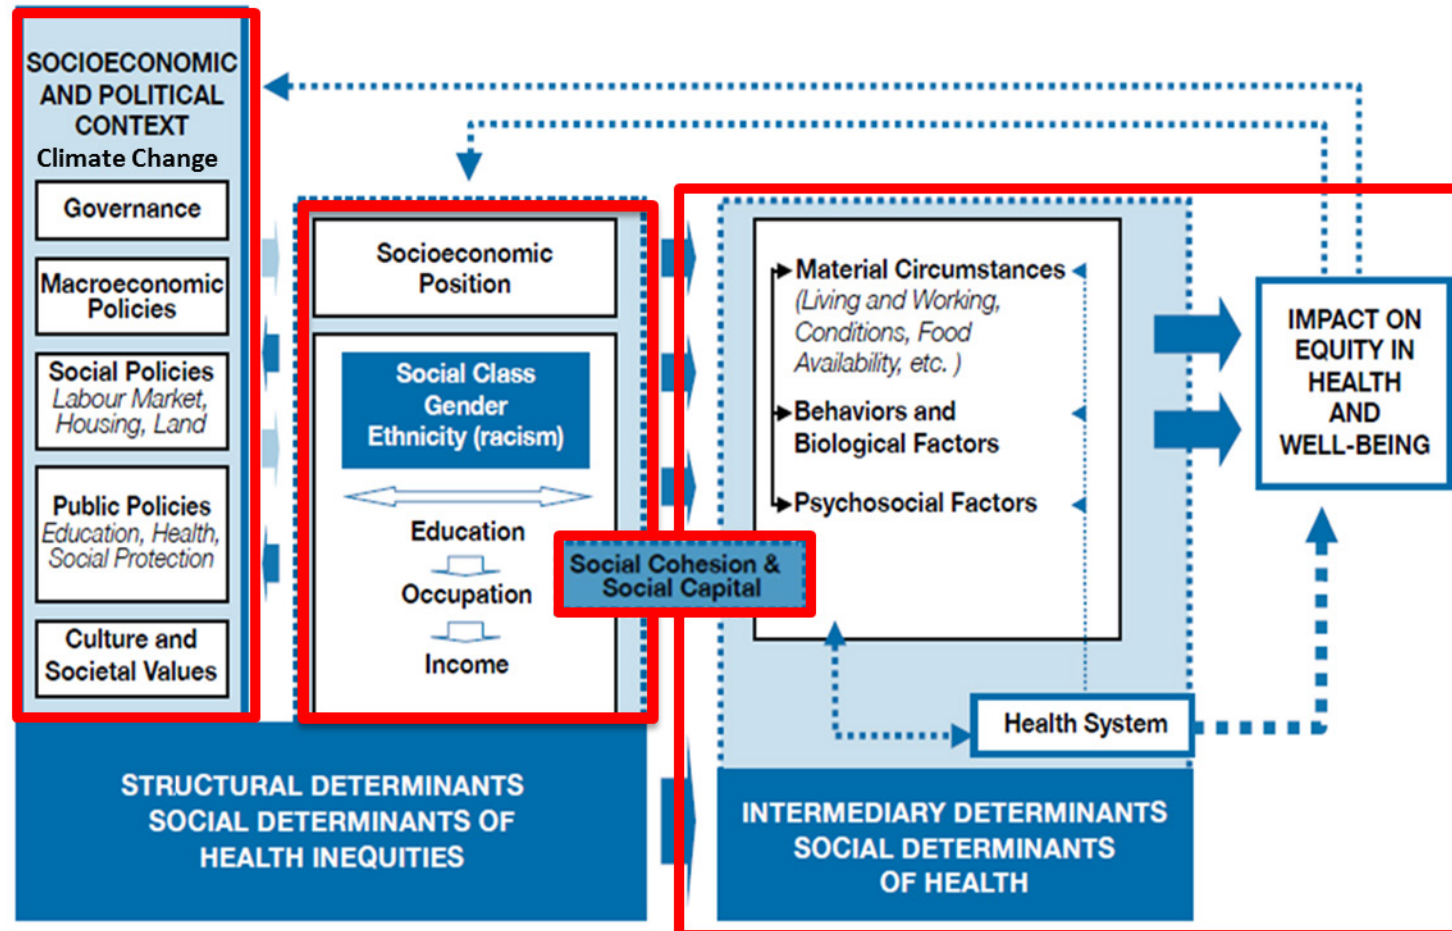 SOCIOECONOMIC
AND POLITICAL
CONTEXT
Climate Change
Governance
Macroeconomic
Policies
Social Policies
Labour Market,
Housing, Land
Public Policies
Education, Health,
Social Protection
Culture and
Societal Values
Socioeconomic
Position
Social Class
Gender
Ethnicity (racism)
Education
Occupation
Income
Social Cohesion &
Social Capital
Material Circumstances
(Living and Working,
Conditions, Food
Availability, etc. )
Behaviors and
Biological Factors
Psychosocial Factors
Health System
IMPACT ON
EQUITY IN
HEALTH
AND
WELL-BEING
STRUCTURAL DETERMINANTS
SOCIAL DETERMINANTS OF
HEALTH INEQUITIES
INTERMEDIARY DETERMINANTS
SOCIAL DETERMINANTS
OF HEALTH